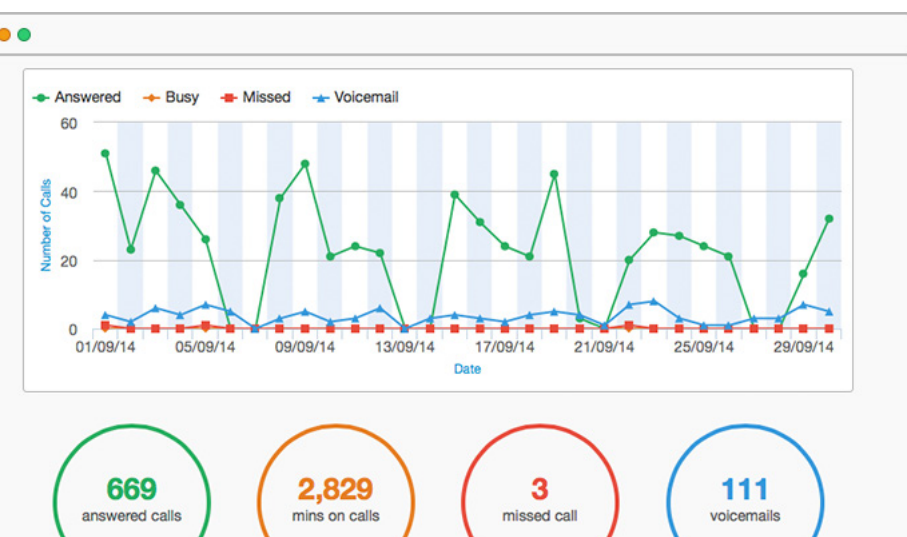 Answered Busy Missed Voicemail
60
40
20
0
Number of Calls
01/09/14 05/09/14 09/09/14 13/09/14 17/09/14 21/09/14 25/09/14 29/09/14
Date
669 2,829 3 111
answered calls mins on calls missed call voicemails